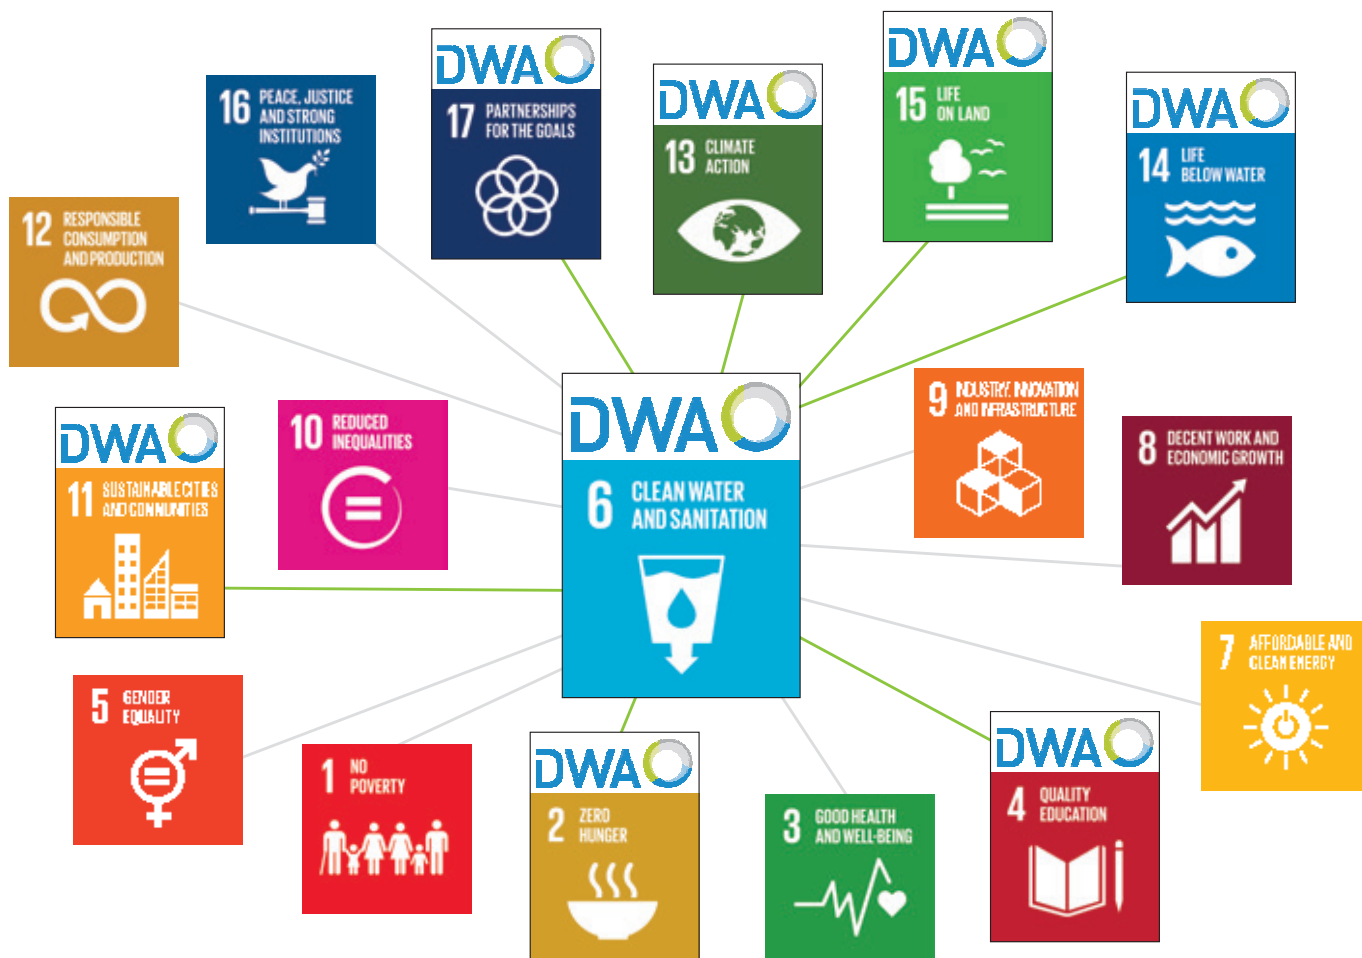 DWA
17 PARTNERSHIPS
FOR THE GOALS
DWA
15 LIFE
ON LAND
DWA
13 CLIMATE
ACTION
DWA
14 LIFE
BELOW WATER
16 PEACE, JUSTICE
AND STRONG
INSTITUTIONS
12 RESPONSIBLE
CONSUMPTION
AND PRODUCTION
DWA
6 CLEAN WATER
AND SANITATION
9 INDUSTRY, INNOVATION
AND INFRASTRUCTURE
8 DECENT WORK AND
ECONOMIC GROWTH
10 REDUCED
INEQUALITIES
DWA
11 SUSTAINABLE CITIES
AND COMMUNITIES
7 AFFORDABLE AND
CLEAN ENERGY
5 GENDER
EQUALITY
1 NO
POVERTY
DWA
2 ZERO
HUNGER
3 GOOD HEALTH
AND WELL-BEING
DWA
4 QUALITY
EDUCATION